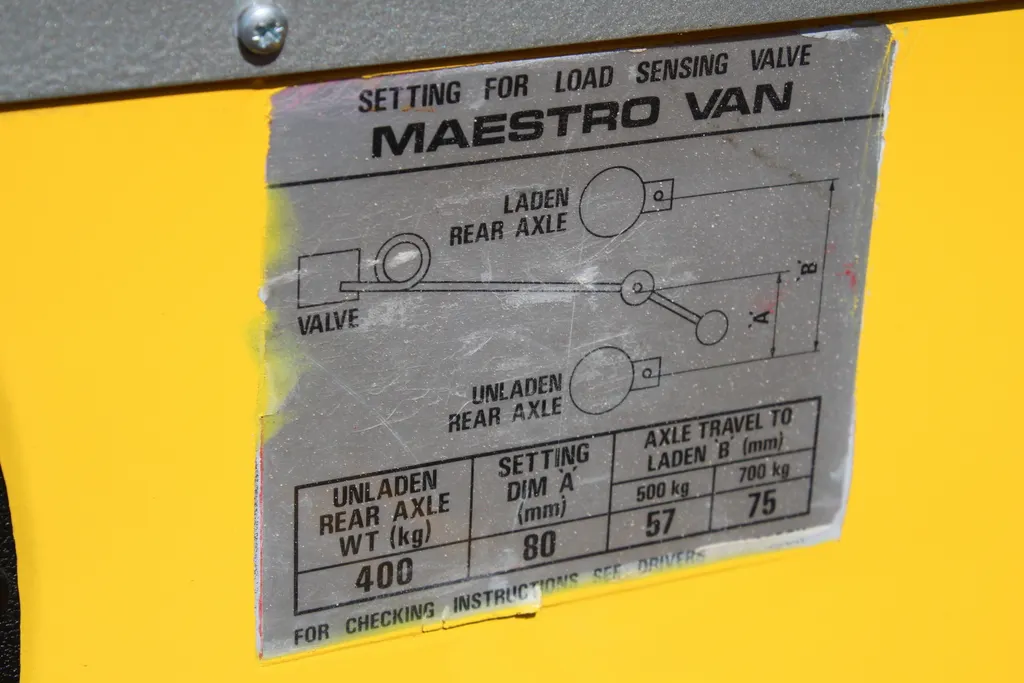 SETTING FOR LOAD SENSING VALVE
MAESTRO VAN
LADEN
REAR AXLE
VALVE
'B'
'A'
UNLADEN
REAR AXLE
UNLADEN
REAR AXLE
WT (kg)
SETTING
DIM 'A'
(mm)
AXLE TRAVEL TO
LADEN 'B' (mm)
500 kg
700 kg
400
80
57
75
FOR CHECKING INSTRUCTIONS SEE DRIVERS